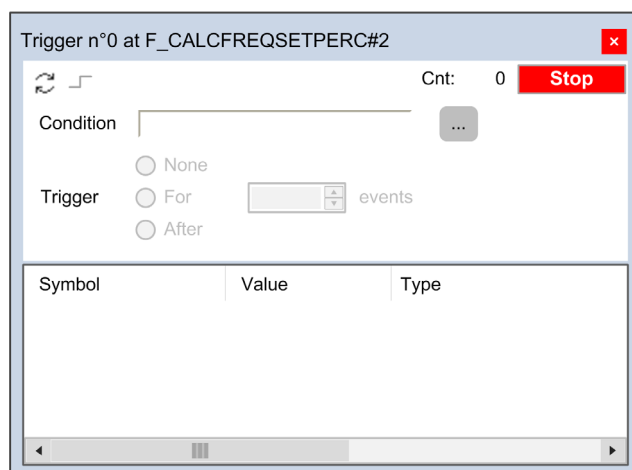 Trigger n°0 at F_CALCFREQSETPERC#2
Cnt: 0 Stop
Condition ...
None
Trigger For events
After
Symbol Value Type